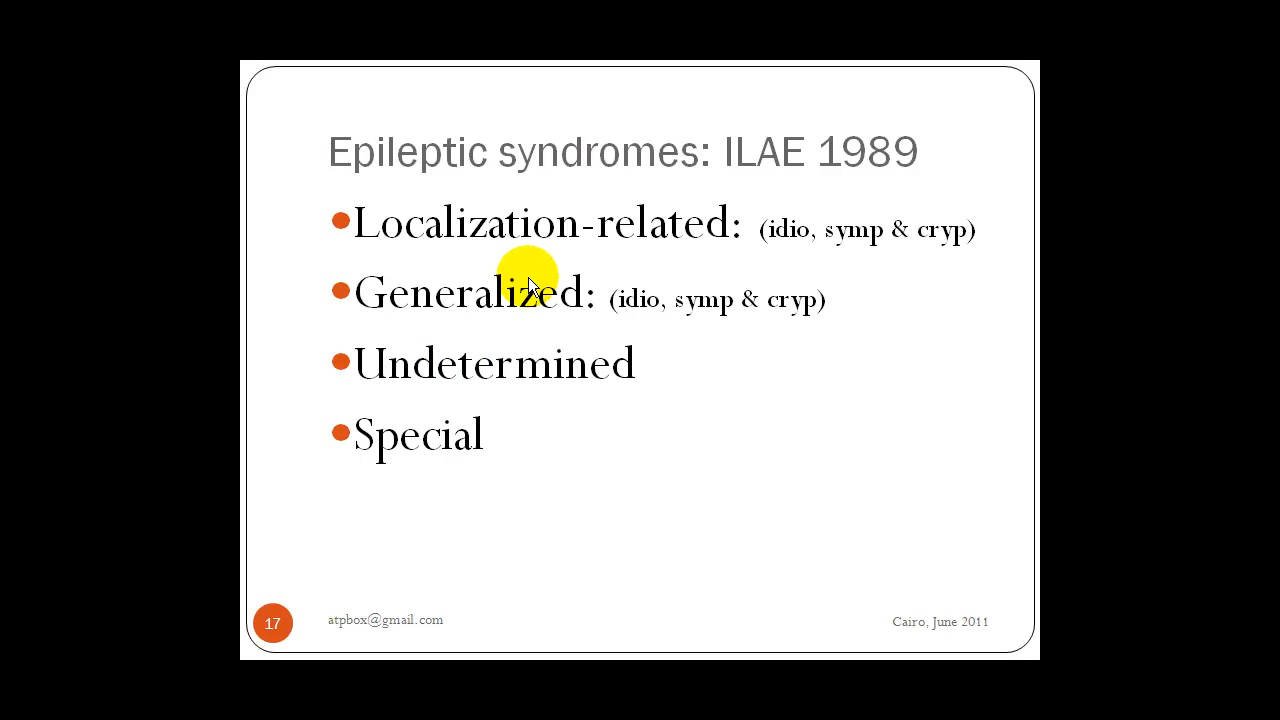 Epileptic syndromes: ILAE 1989
Localization-related: (idio, symp & cryp)
Generalized: (idio, symp & cryp)
Undetermined
Special
17 atpbox@gmail.com Cairo, June 2011